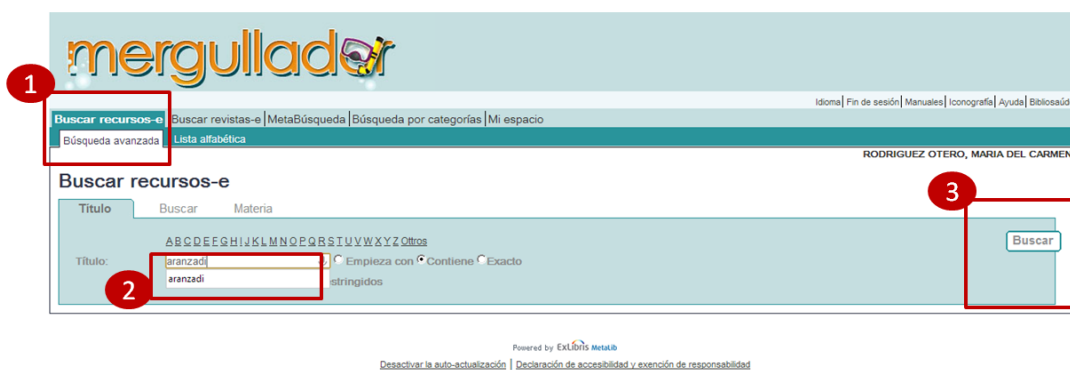 mergullador
1
Idioma| Fin de sesión| Manuales| Iconografía| Ayuda| Bibliosaúde
Buscar recursos-e Buscar revistas-e | MetaBúsqueda | Búsqueda por categorías | Mi espacio
Búsqueda avanzada Lista alfabética
RODRIGUEZ OTERO, MARIA DEL CARMEN
Buscar recursos-e
3
Título Buscar Materia
A B C D E F G H I J K L M N O P Q R S T U V W X Y Z Ottros
Buscar
Título: aranzadi Empieza con Contiene Exacto
aranzadi stringidos
2
Powered by ExLibris MetaLib
Desactivar la auto-actualización | Declaración de accesibilidad y exención de responsabilidad